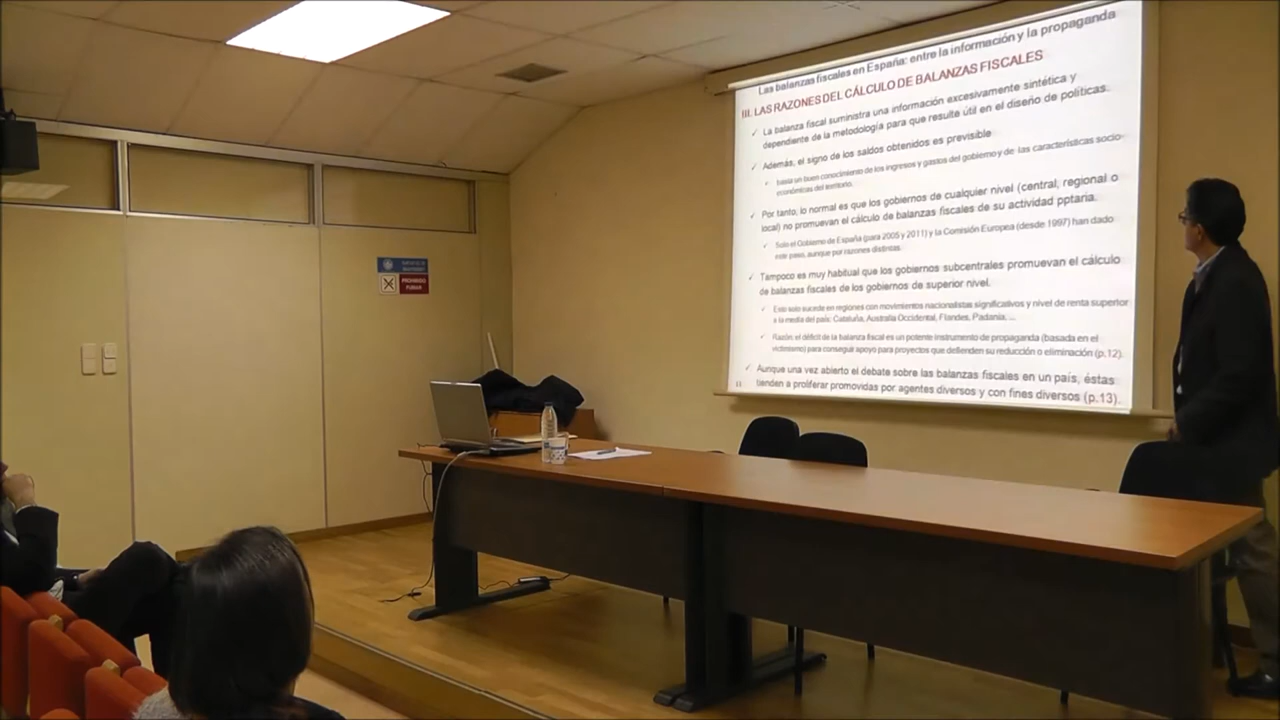 Las balanzas fiscales en España: entre la información y la propaganda
III. LAS RAZONES DEL CÁLCULO DE BALANZAS FISCALES
✓ La balanza fiscal suministra una información excesivamente sintética y
dependiente de la metodología para que resulte útil en el diseño de políticas.
✓ Además, el signo de los saldos obtenidos es previsible
✓ basta un buen conocimiento de los ingresos y gastos del gobierno y de las características socio-
económicas del territorio.
✓ Por tanto, lo normal es que los gobiernos de cualquier nivel (central, regional o
local) no promuevan el cálculo de balanzas fiscales de su actividad pptaria.
✓ Solo el Gobierno de España (para 2005 y 2011) y la Comisión Europea (desde 1997) han dado
este paso, aunque por razones distintas.
✓ Tampoco es muy habitual que los gobiernos subcentrales promuevan el cálculo
de balanzas fiscales de los gobiernos de superior nivel.
✓ Esto solo sucede en regiones con movimientos nacionalistas significativos y nivel de renta superior
a la media del país: Cataluña, Australia Occidental, Flandes, Padania, ...
✓ Razón: el déficit de la balanza fiscal es un potente instrumento de propaganda (basada en el
victimismo) para conseguir apoyo para proyectos que defienden su reducción o eliminación (p.12).
✓ Aunque una vez abierto el debate sobre las balanzas fiscales en un país, éstas
tienden a proliferar promovidas por agentes diversos y con fines diversos (p.13).
11
PROHIBIDO
FUMAR